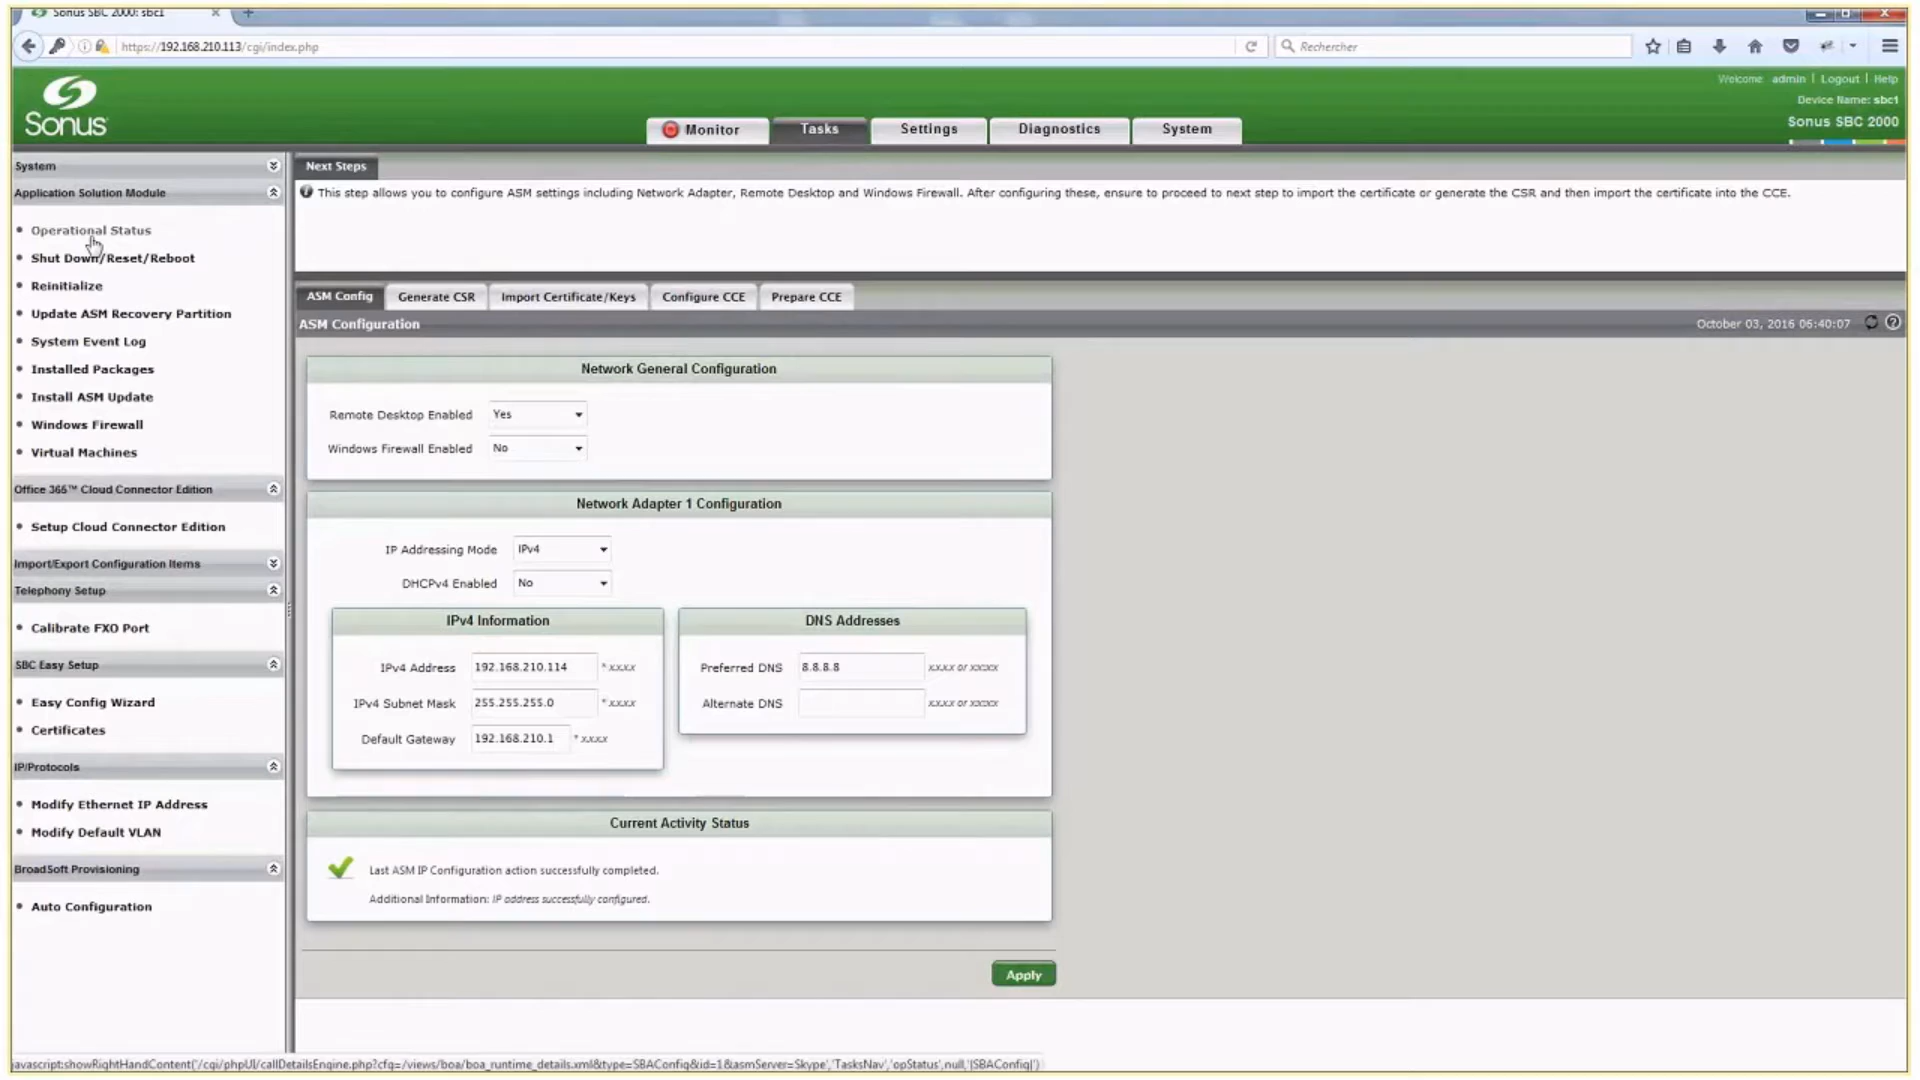 Sonus SBC 2000: sbc1
https://192.168.210.113/cgi/index.php
Rechercher
Welcome admin | Logout | Help
Device Name: sbc1
Sonus SBC 2000
Sonus
Monitor
Tasks
Settings
Diagnostics
System
System
Application Solution Module
Operational Status
Shut Down/Reset/Reboot
Reinitialize
Update ASM Recovery Partition
System Event Log
Installed Packages
Install ASM Update
Windows Firewall
Virtual Machines
Office 365™ Cloud Connector Edition
Setup Cloud Connector Edition
Import/Export Configuration Items
Telephony Setup
Calibrate FXO Port
SBC Easy Setup
Easy Config Wizard
Certificates
IP/Protocols
Modify Ethernet IP Address
Modify Default VLAN
BroadSoft Provisioning
Auto Configuration
Next Steps
This step allows you to configure ASM settings including Network Adapter, Remote Desktop and Windows Firewall. After configuring these, ensure to proceed to next step to import the certificate or generate the CSR and then import the certificate into the CCE.
ASM Config
Generate CSR
Import Certificate/Keys
Configure CCE
Prepare CCE
ASM Configuration
October 03, 2016 06:40:07
Network General Configuration
Remote Desktop Enabled Yes
Windows Firewall Enabled No
Network Adapter 1 Configuration
IP Addressing Mode IPv4
DHCPv4 Enabled No
IPv4 Information
IPv4 Address 192.168.210.114 * x.x.x.x
IPv4 Subnet Mask 255.255.255.0 * x.x.x.x
Default Gateway 192.168.210.1 * x.x.x.x
DNS Addresses
Preferred DNS 8.8.8.8 x.x.x.x or x:x:x:x
Alternate DNS x.x.x.x or x:x:x:x
Current Activity Status
Last ASM IP Configuration action successfully completed.
Additional Information: IP address successfully configured.
Apply
javascript:showRightHandContent('/cgi/phpUI/callDetailsEngine.php?cfg=/views/boa/boa_runtime_details.xml&type=SBAConfig&id=1&asmServer=Skype','TasksNav','opStatus',null,'|SBAConfig|')